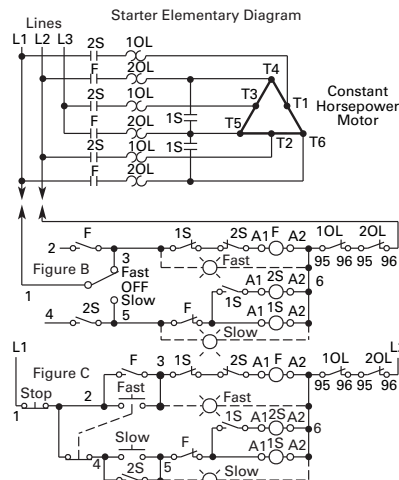 Starter Elementary Diagram
Lines
L1 L2 L3 2S 1OL
F 2OL T4
2S 1OL T3 T1
1S
Constant
Horsepower
Motor
F 2OL T5 T2 T6
2S 1OL 1S
F 2OL
F 1S 2S A1 F A2 1OL 2OL
2 3 Fast 95 96 95 96
Figure B Fast
OFF
Slow
1 1S A1 2S A2 6
4 2S 5 F A1 1S A2
Slow
L1 L
Figure C F 3 1S 2S A1 F A2 1OL 2OL
Stop 2 Fast 95 96 95 96
1 Fast
1S A1 2S A2 6
Slow F A1 1S A2
4 2S 5 Slow